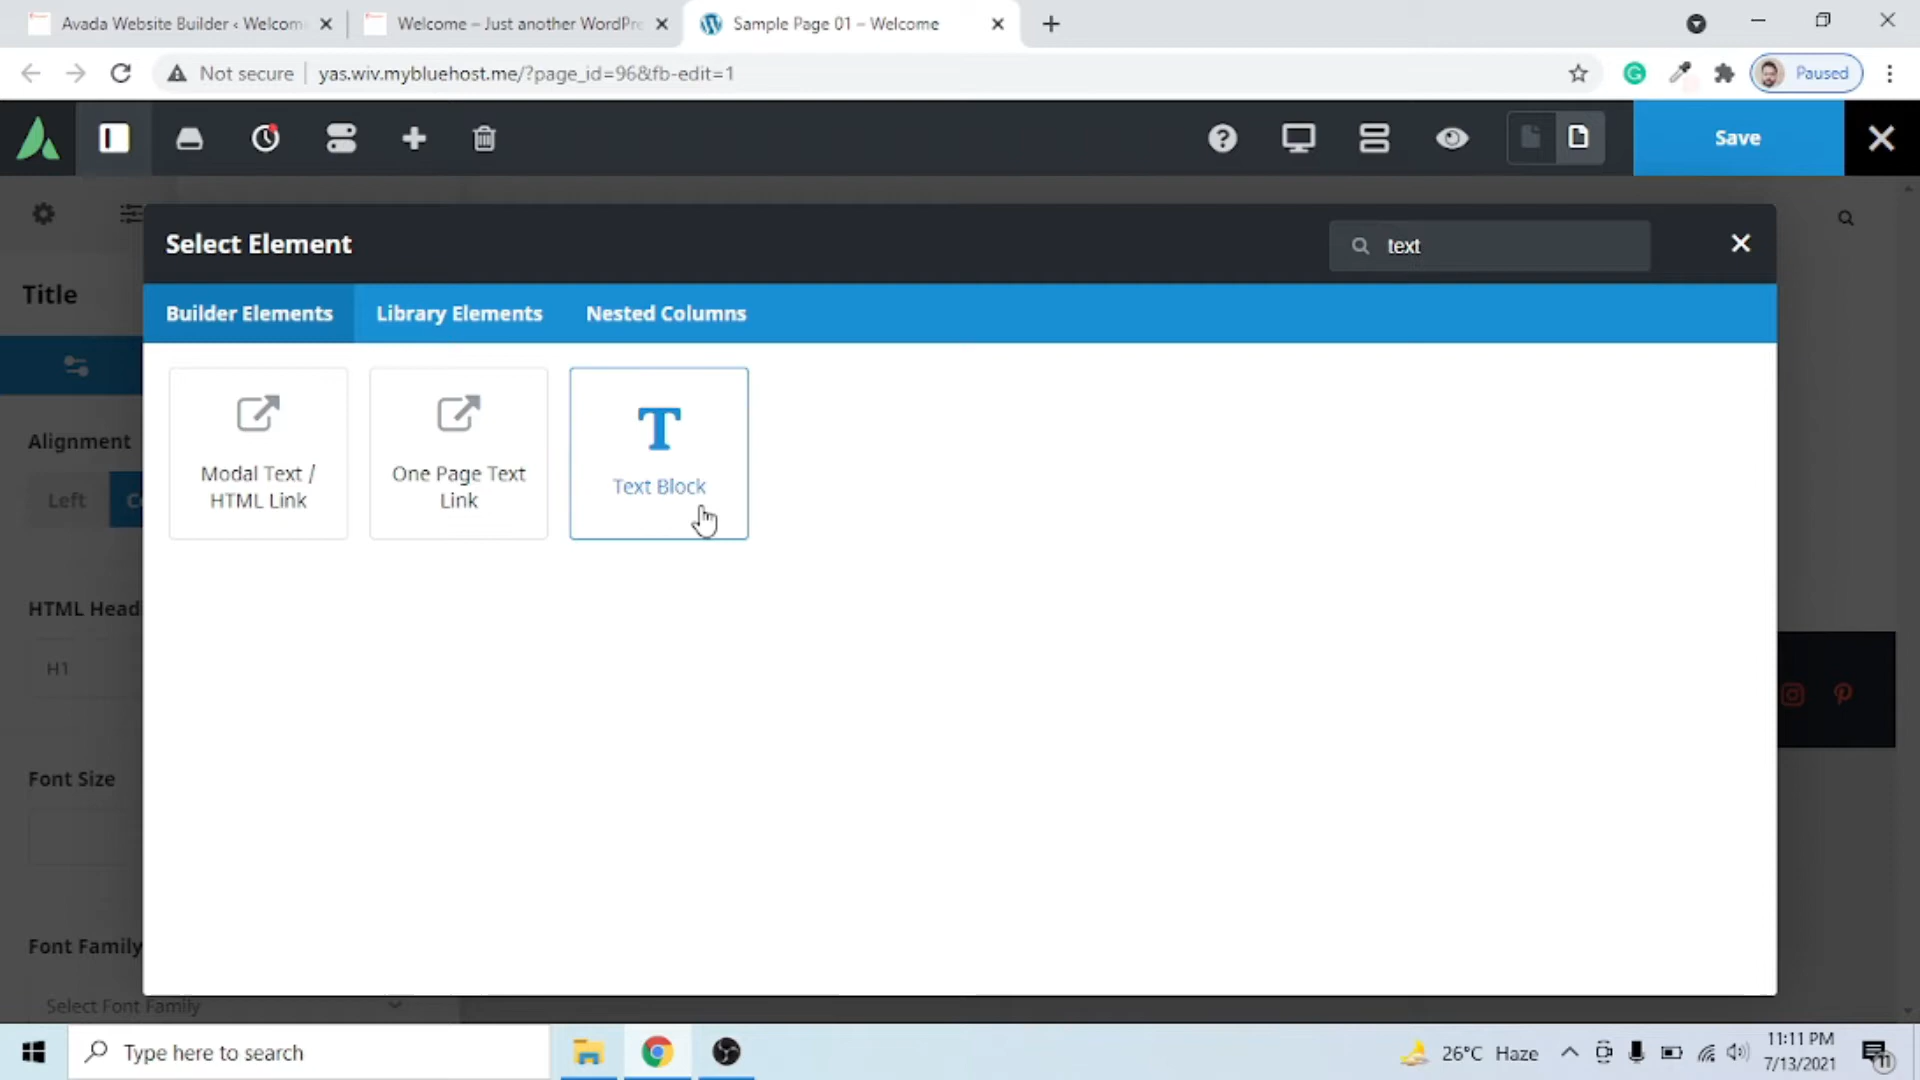 Avada Website Builder ‹ Welcom
Welcome – Just another WordPre
Sample Page 01 – Welcome
Not secure
yas.wiv.mybluehost.me/?page_id=96&fb-edit=1
Paused
Save
Select Element
text
Title
Builder Elements
Library Elements
Nested Columns
Modal Text /
HTML Link
One Page Text
Link
Text Block
Alignment
Left
HTML Head
H1
Font Size
Font Family
Select Font Family
Type here to search
26°C Haze
11:11 PM
7/13/2021
11